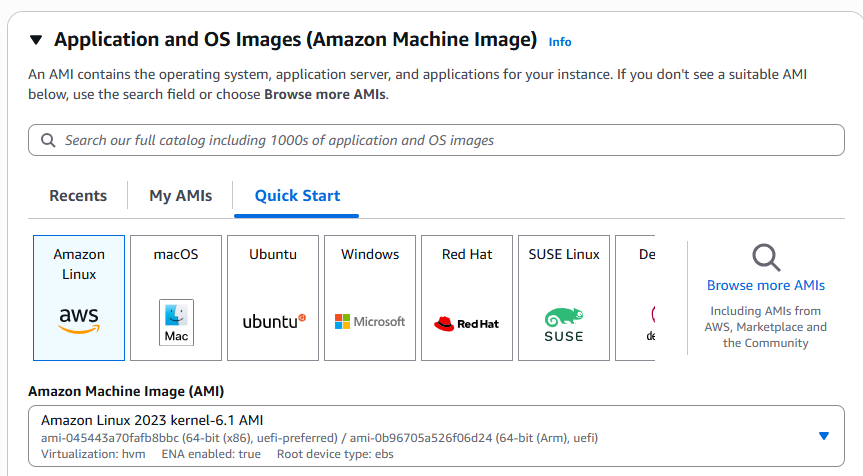 Application and OS Images (Amazon Machine Image) Info
An AMI contains the operating system, application server, and applications for your instance. If you don't see a suitable AMI
below, use the search field or choose Browse more AMIs.
Search our full catalog including 1000s of application and OS images
Recents
My AMIs
Quick Start
Amazon
Linux
aws
macOS
Mac
Ubuntu
ubuntu
Windows
Microsoft
Red Hat
Red Hat
SUSE Linux
SUSE
De
de
Browse more AMIs
Including AMIs from
AWS, Marketplace and
the Community
Amazon Machine Image (AMI)
Amazon Linux 2023 kernel-6.1 AMI
ami-045443a70fafb8bbc (64-bit (x86), uefi-preferred) / ami-0b96705a526f06d24 (64-bit (Arm), uefi)
Virtualization: hvm ENA enabled: true Root device type: ebs